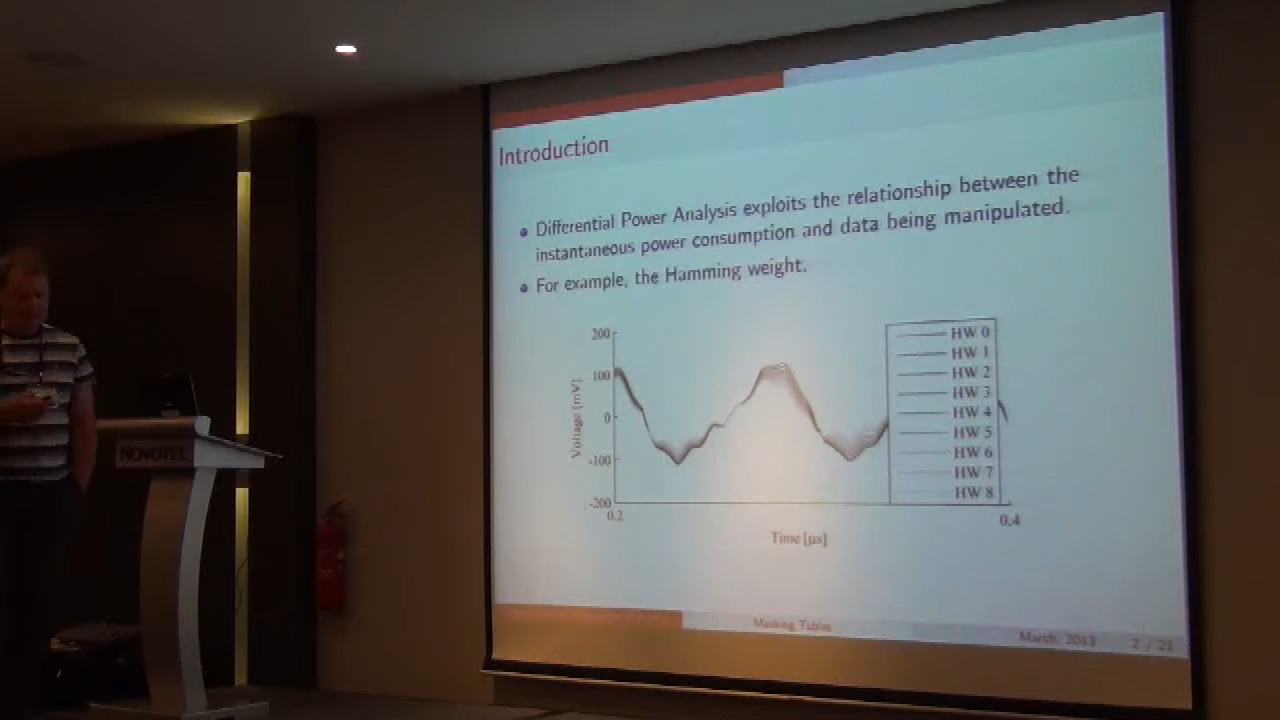 Introduction
Differential Power Analysis exploits the relationship between the
instantaneous power consumption and data being manipulated.
For example, the Hamming weight.
200
100
0
-100
-200
Voltage [mV]
0.2
0.4
Time [µs]
HW 0
HW 1
HW 2
HW 3
HW 4
HW 5
HW 6
HW 7
HW 8
Masking Tables
March, 2013
2 / 21
NOVOTEL